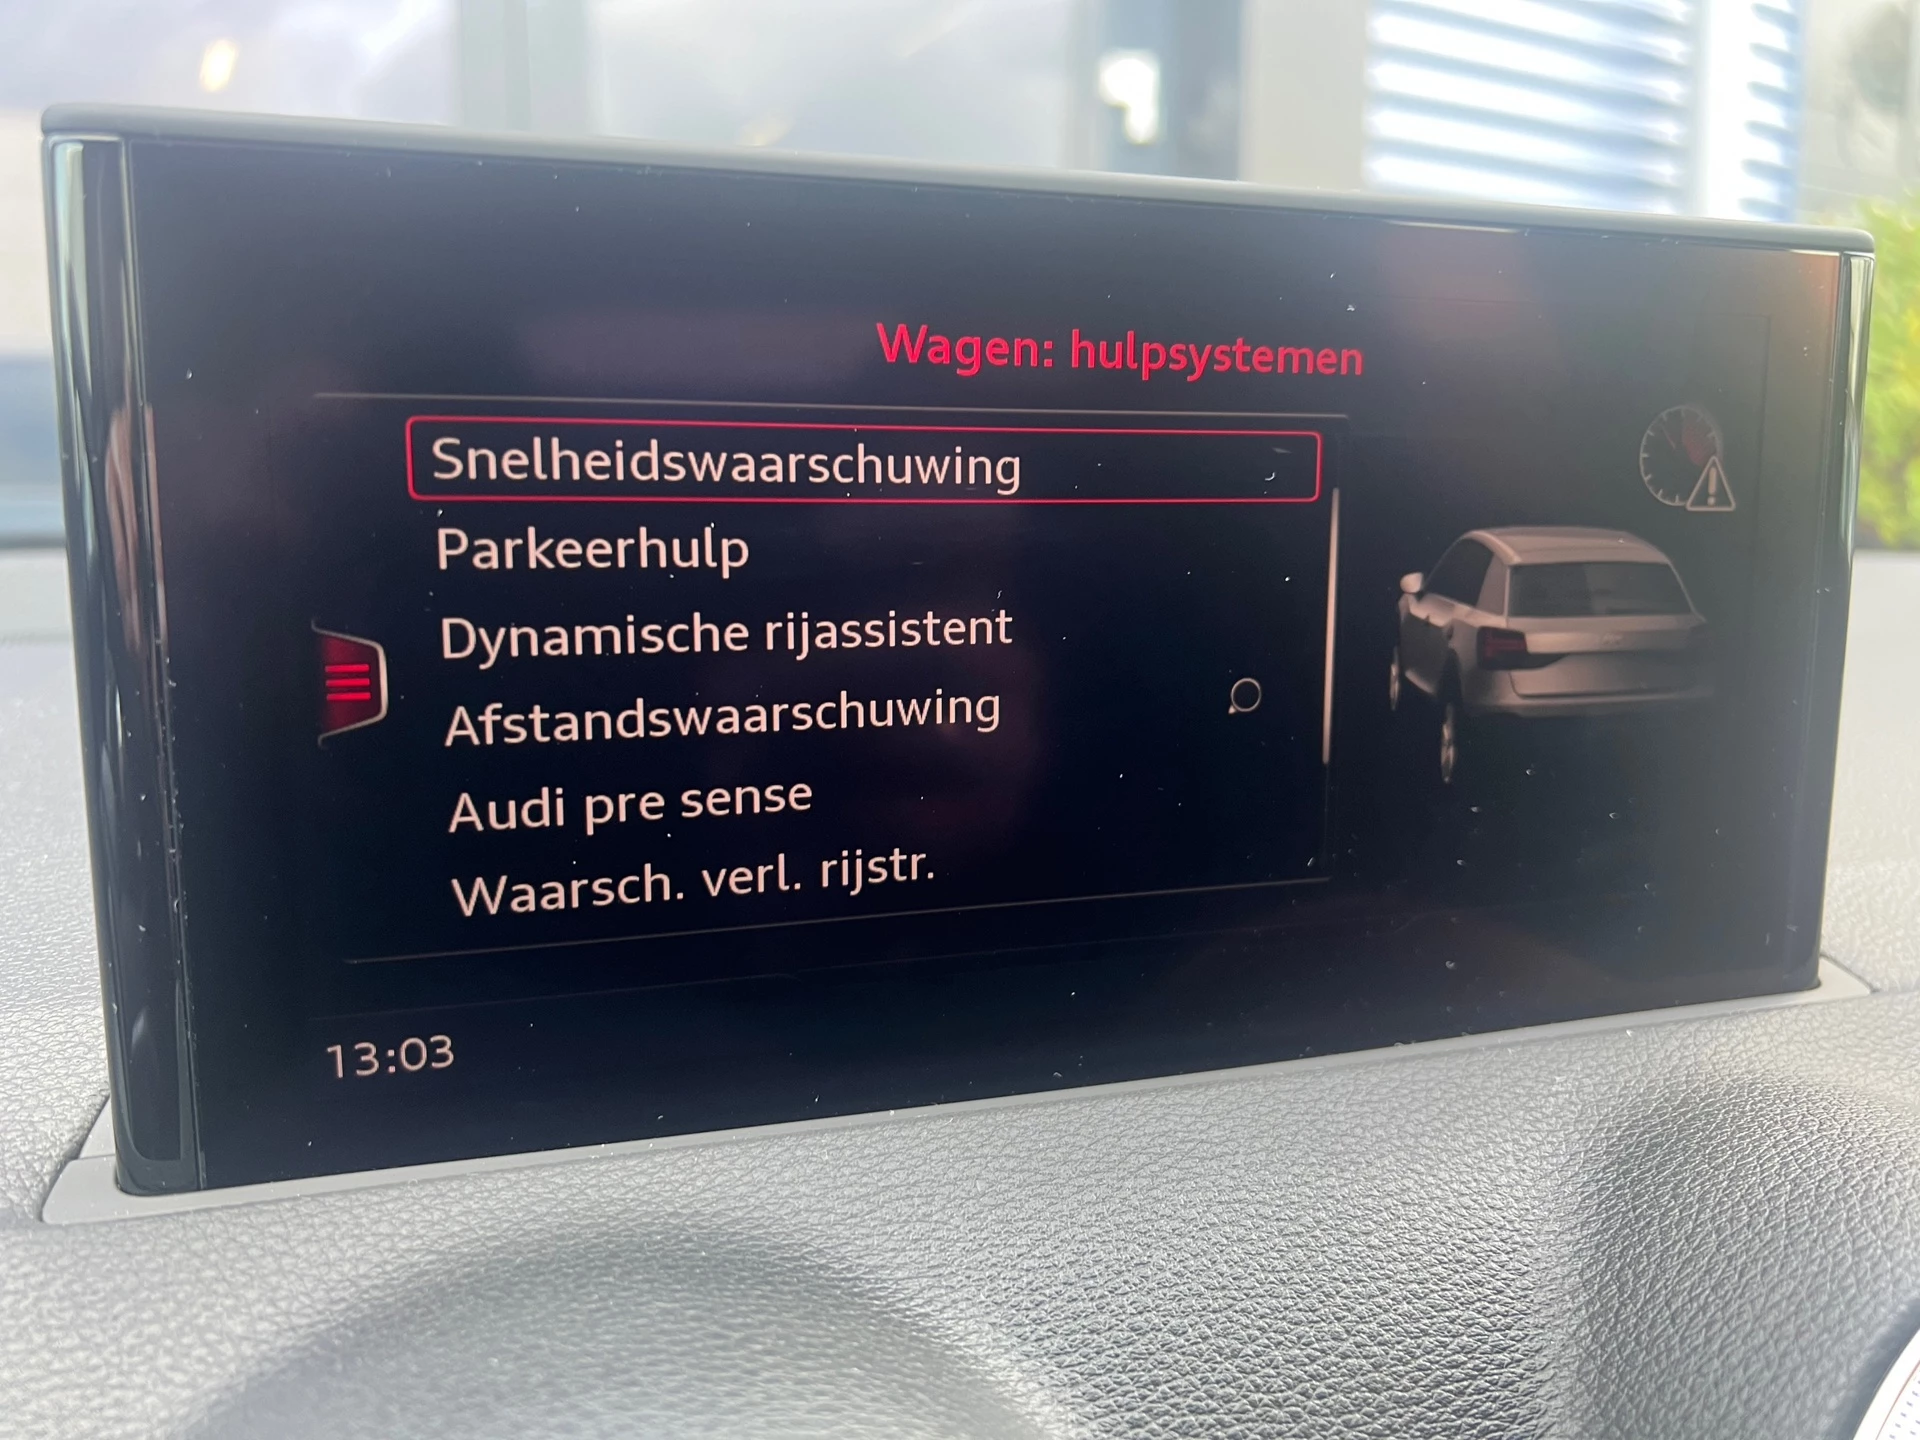 Wagen: hulpsystemen
Snelheidswaarschuwing
Parkeerhulp
Dynamische rijassistent
Afstandswaarschuwing
Audi pre sense
Waarsch. verl. rijstr.
13:03